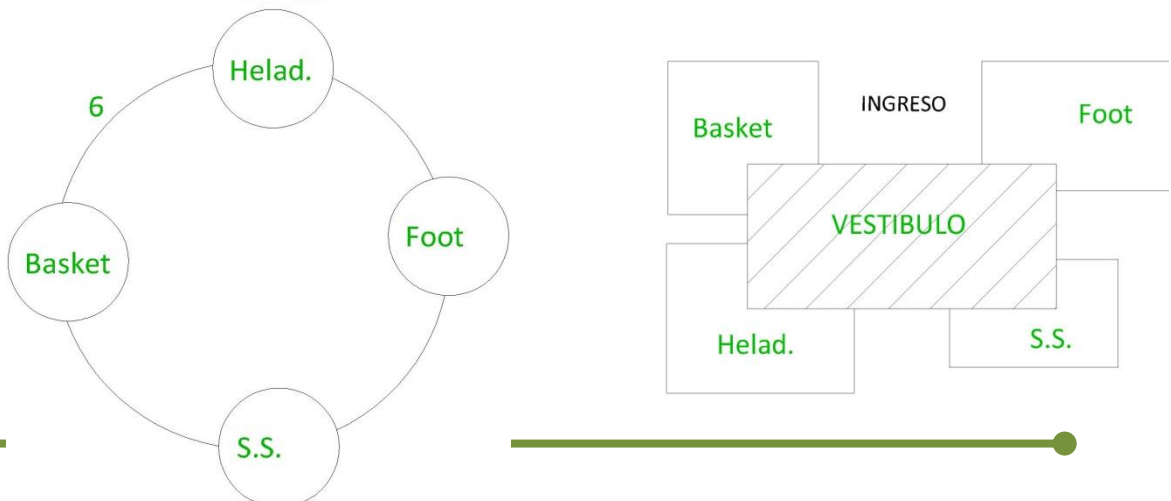 Helad.
6
Foot
Basket
S.S.
INGRESO
Basket
Foot
VESTIBULO
Helad.
S.S.